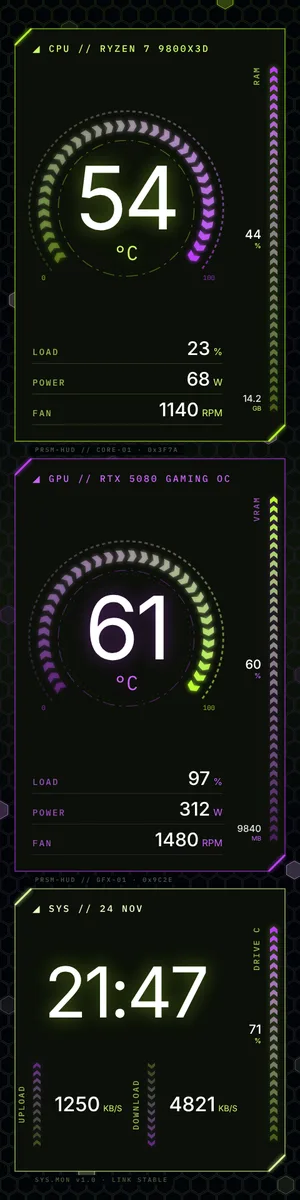 CPU // RYZEN 7 9800X3D
RAM
54
°C
0 100
44
%
LOAD 23 %
POWER 68 W
FAN 1140 RPM
14.2
GB
PRSM-HUD // CORE-01 · 0x3F7A
GPU // RTX 5080 GAMING OC
VRAM
61
°C
0 100
60
%
LOAD 97 %
POWER 312 W
FAN 1480 RPM
9840
MB
PRSM-HUD // GFX-01 · 0x9C2E
SYS // 24 NOV
DRIVE C
21:47
71
%
UPLOAD
1250 KB/S
DOWNLOAD
4821 KB/S
SYS.MON v1.0 · LINK STABLE